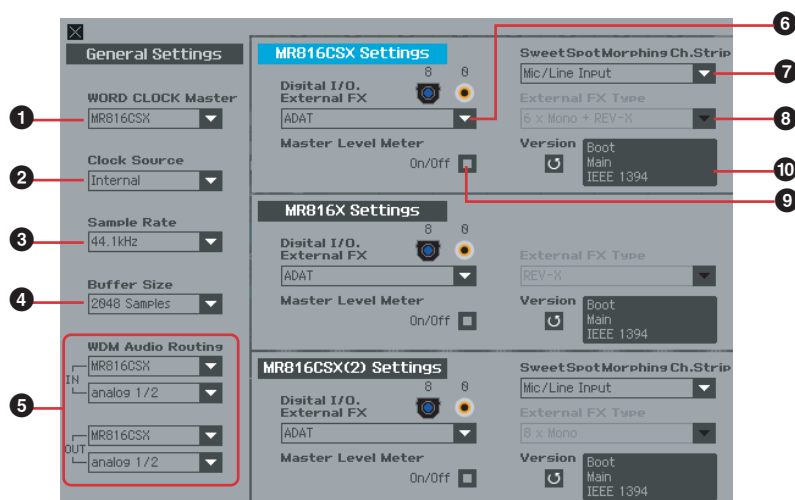 General Settings
WORD CLOCK Master
MR816CSX
Clock Source
Internal
Sample Rate
44.1kHz
Buffer Size
2048 Samples
WDM Audio Routing
IN
MR816CSX
analog 1/2
OUT
MR816CSX
analog 1/2
MR816CSX Settings
8 0
Digital I/O.
External FX
ADAT
Master Level Meter
On/Off
SweetSpotMorphing Ch.Strip
Mic/Line Input
External FX Type
6 x Mono + REV-X
Version
Boot
Main
IEEE 1394
MR816X Settings
8 0
Digital I/O.
External FX
ADAT
Master Level Meter
On/Off
External FX Type
REV-X
Version
Boot
Main
IEEE 1394
MR816CSX(2) Settings
8 0
Digital I/O.
External FX
ADAT
Master Level Meter
On/Off
SweetSpotMorphing Ch.Strip
Mic/Line Input
External FX Type
8 x Mono
Version
Boot
Main
IEEE 1394
1
2
3
4
5
6
7
8
9
10